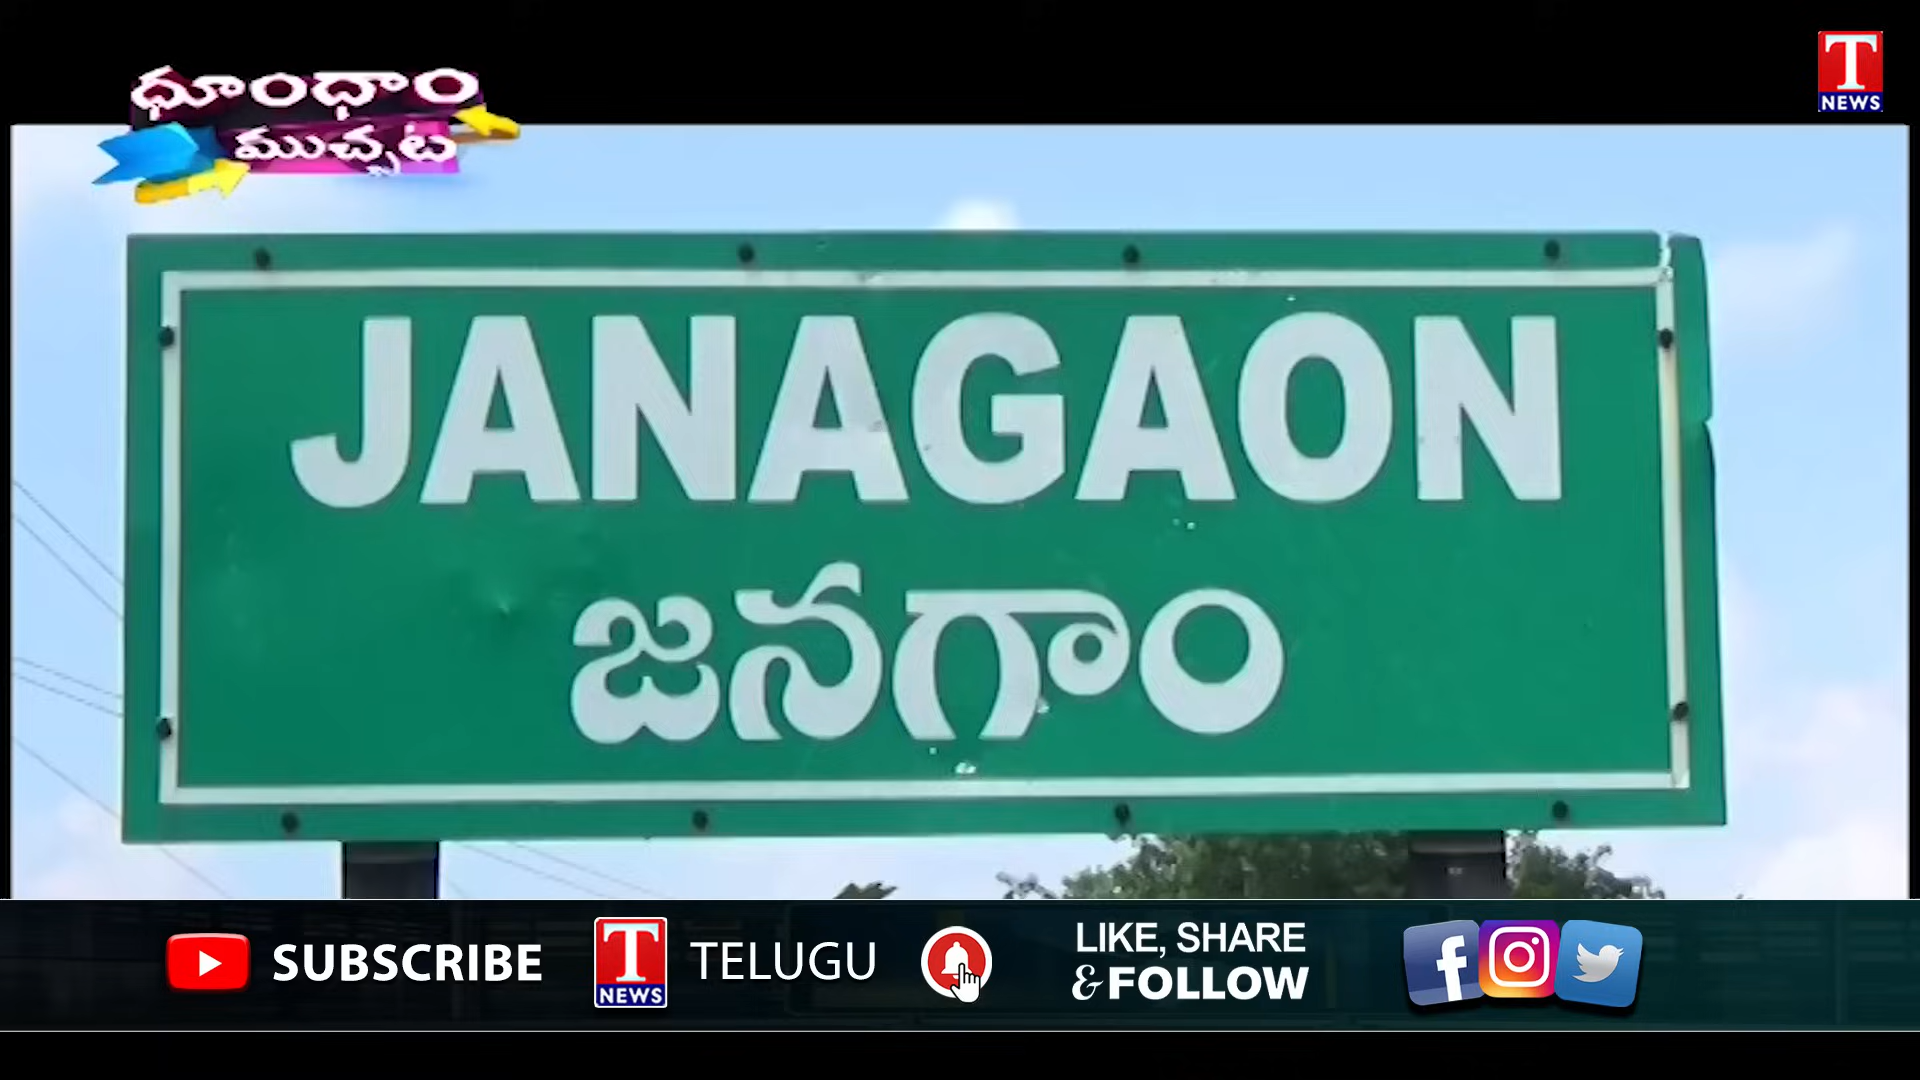 ధూంధాం
ముచ్చట
T
NEWS
JANAGAON
జనగాం
SUBSCRIBE
T
NEWS
TELUGU
LIKE, SHARE
& FOLLOW